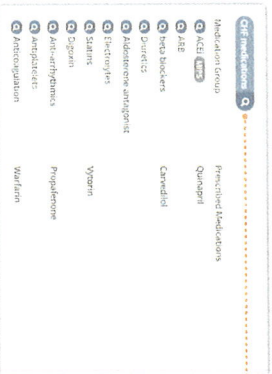 CHF medications
Medication Group Prescribed Medications
ACEI Quinapril
ARB
beta blockers Carvedilol
Diuretics
Aldosterone antagonist
Electrolytes
Statins Vytorin
Digoxin
Anti-arrhythmics Propafenone
Antiplatelets
Anticoagulation Warfarin